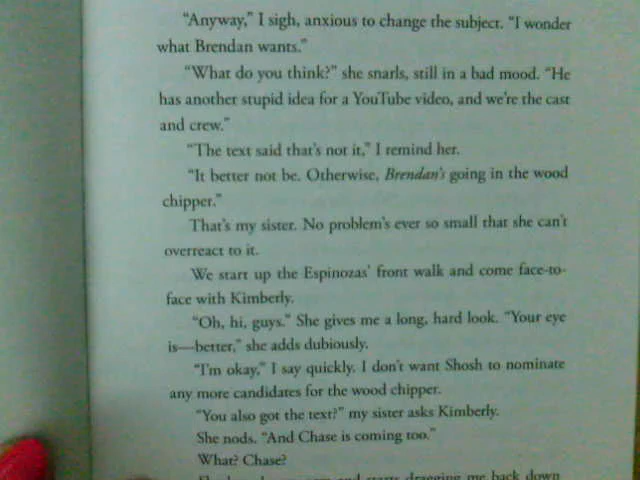 “Anyway,” I sigh, anxious to change the subject. “I wonder
what Brendan wants.”
“What do you think?” she snarls, still in a bad mood. “He
has another stupid idea for a YouTube video, and we’re the cast
and crew.”
“The text said that’s not it,” I remind her.
“It better not be. Otherwise, Brendan’s going in the wood
chipper.”
That’s my sister. No problem’s ever so small that she can’t
overreact to it.
We start up the Espinozas’ front walk and come face-to-
face with Kimberly.
“Oh, hi, guys.” She gives me a long, hard look. “Your eye
is—better,” she adds dubiously.
“I’m okay,” I say quickly. I don’t want Shosh to nominate
any more candidates for the wood chipper.
“You also got the text?” my sister asks Kimberly.
She nods. “And Chase is coming too.”
What? Chase?
and starts dragging me back down